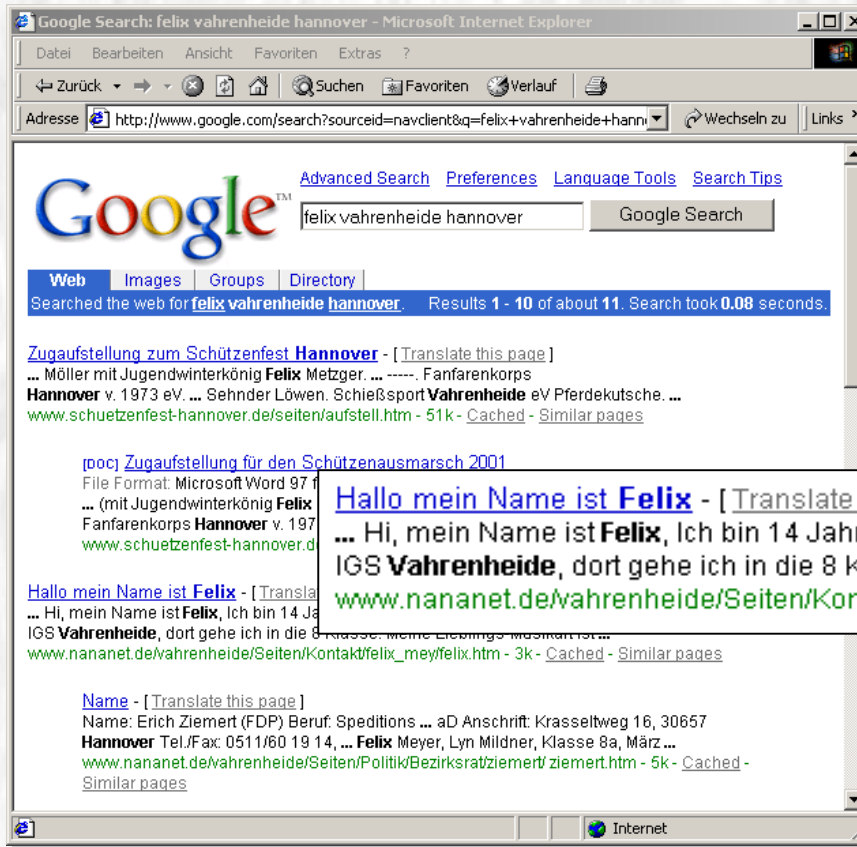 Google Search: felix vahrenheide hannover - Microsoft Internet Explorer
Datei Bearbeiten Ansicht Favoriten Extras ?
Zurück Suchen Favoriten Verlauf
Adresse http://www.google.com/search?sourceid=navclient&q=felix+vahrenheide+hann Wechseln zu Links
Google TM
Advanced Search Preferences Language Tools Search Tips
felix vahrenheide hannover Google Search
Web Images Groups Directory
Searched the web for felix vahrenheide hannover. Results 1 - 10 of about 11. Search took 0.08 seconds.
Zugaufstellung zum Schützenfest Hannover - [ Translate this page ]
... Möller mit Jugendwinterkönig Felix Metzger. ... -----. Fanfarenkorps
Hannover v. 1973 eV. ... Sehnder Löwen. Schießsport Vahrenheide eV Pferdekutsche. ...
www.schuetzenfest-hannover.de/seiten/aufstell.htm - 51k - Cached - Similar pages
[DOC] Zugaufstellung für den Schützenausmarsch 2001
File Format: Microsoft Word 97 f
... (mit Jugendwinterkönig Felix
Fanfarenkorps Hannover v. 197
www.schuetzenfest-hannover.d
Hallo mein Name ist Felix - [ Translate
... Hi, mein Name ist Felix, Ich bin 14 Jahr
IGS Vahrenheide, dort gehe ich in die 8 K
www.nananet.de/vahrenheide/Seiten/Kon
Hallo mein Name ist Felix - [ Transla
... Hi, mein Name ist Felix, Ich bin 14 Ja
IGS Vahrenheide, dort gehe ich in die 8 Klasse. Meine Lieblings-Musikart ist ...
www.nananet.de/vahrenheide/Seiten/Kontakt/felix_mey/felix.htm - 3k - Cached - Similar pages
Name - [ Translate this page ]
Name: Erich Ziemert (FDP) Beruf: Speditions ... aD Anschrift: Krasseltweg 16, 30657
Hannover Tel./Fax: 0511/60 19 14, ... Felix Meyer, Lyn Mildner, Klasse 8a, März ...
www.nananet.de/vahrenheide/Seiten/Politik/Bezirksrat/ziemert/ ziemert.htm - 5k - Cached -
Similar pages
Internet